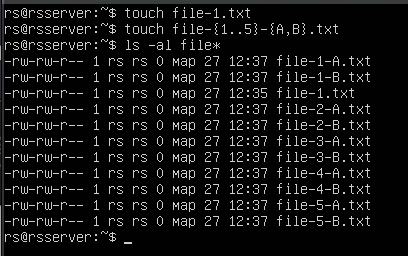 rs@rsserver:~$ touch file-1.txt
rs@rsserver:~$ touch file-{1..5}-{A,B}.txt
rs@rsserver:~$ ls -al file*
-rw-rw-r-- 1 rs rs 0 мар 27 12:37 file-1-A.txt
-rw-rw-r-- 1 rs rs 0 мар 27 12:37 file-1-B.txt
-rw-rw-r-- 1 rs rs 0 мар 27 12:35 file-1.txt
-rw-rw-r-- 1 rs rs 0 мар 27 12:37 file-2-A.txt
-rw-rw-r-- 1 rs rs 0 мар 27 12:37 file-2-B.txt
-rw-rw-r-- 1 rs rs 0 мар 27 12:37 file-3-A.txt
-rw-rw-r-- 1 rs rs 0 мар 27 12:37 file-3-B.txt
-rw-rw-r-- 1 rs rs 0 мар 27 12:37 file-4-A.txt
-rw-rw-r-- 1 rs rs 0 мар 27 12:37 file-4-B.txt
-rw-rw-r-- 1 rs rs 0 мар 27 12:37 file-5-A.txt
-rw-rw-r-- 1 rs rs 0 мар 27 12:37 file-5-B.txt
rs@rsserver:~$ _